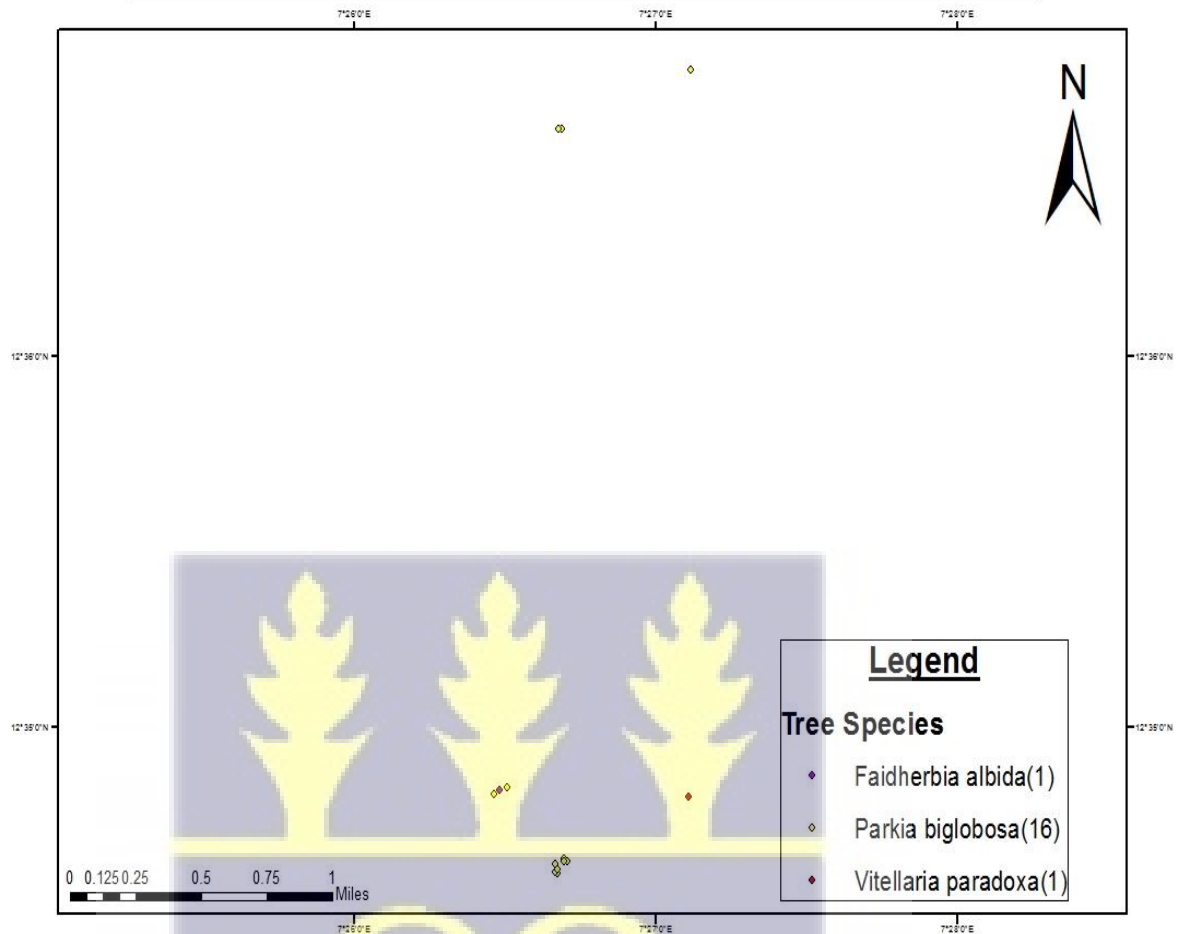 7°26'0"E 7°27'0"E 7°28'0"E
N
12°36'0"N 12°36'0"N
12°35'0"N 12°35'0"N
Legend
Tree Species
Faidherbia albida(1)
Parkia biglobosa(16)
Vitellaria paradoxa(1)
0 0.125 0.25 0.5 0.75 1
Miles
7°26'0"E 7°27'0"E 7°28'0"E